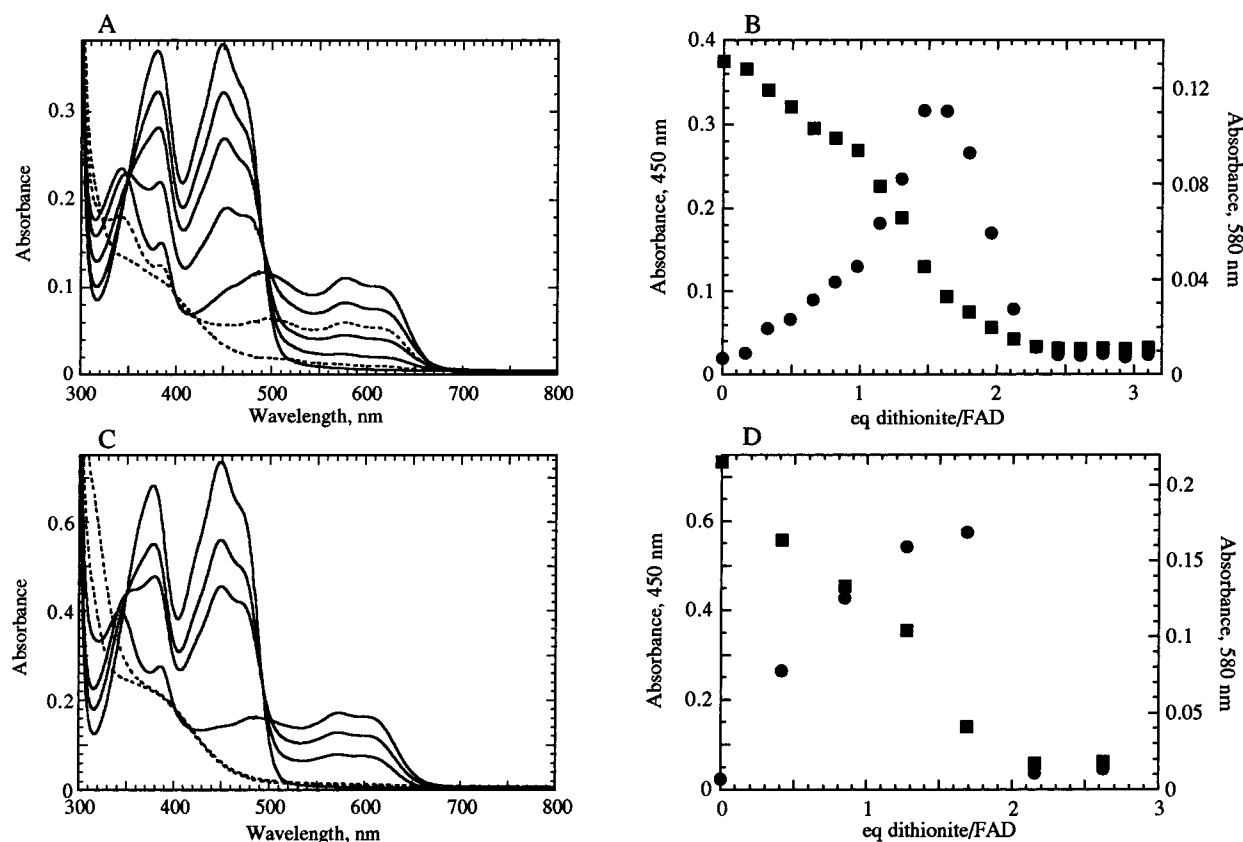 A
Absorbance
0.3
0.2
0.1
0
300 400 500 600 700 800
Wavelength, nm
B
Absorbance, 450 nm
0.4
0.3
0.2
0.1
0
0 1 2 3
eq dithionite/FAD
0.12
0.08
0.04
0
Absorbance, 580 nm
C
Absorbance
0.6
0.4
0.2
0
300 400 500 600 700 800
Wavelength, nm
D
Absorbance, 450 nm
0.6
0.4
0.2
0
0 1 2 3
eq dithionite/FAD
0.2
0.15
0.1
0.05
0
Absorbance, 580 nm